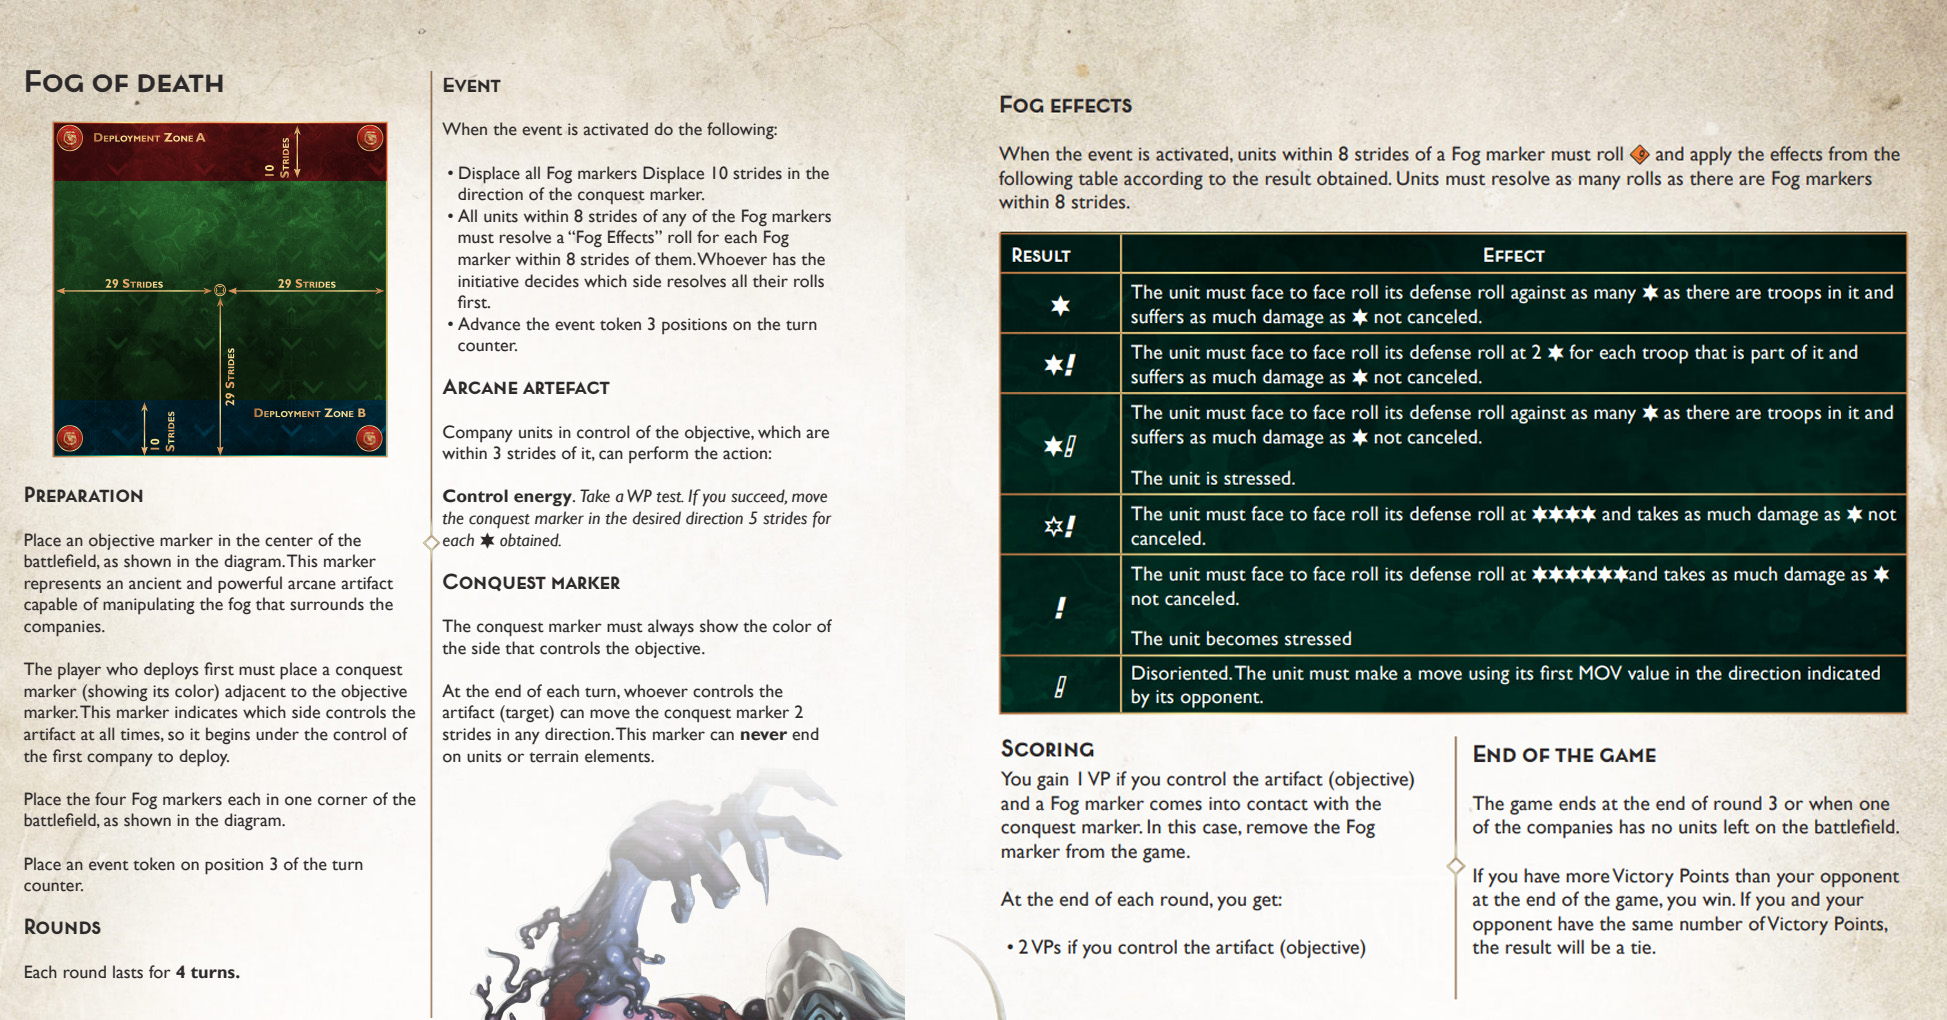 Fog of death
Deployment Zone A
10 Strides
29 Strides
29 Strides
29 Strides
Deployment Zone B
10 Strides
Preparation
Place an objective marker in the center of the
battlefield, as shown in the diagram. This marker
represents an ancient and powerful arcane artifact
capable of manipulating the fog that surrounds the
companies.
The player who deploys first must place a conquest
marker (showing its color) adjacent to the objective
marker. This marker indicates which side controls the
artifact at all times, so it begins under the control of
the first company to deploy.
Place the four Fog markers each in one corner of the
battlefield, as shown in the diagram.
Place an event token on position 3 of the turn
counter.
Rounds
Each round lasts for 4 turns.
Event
When the event is activated do the following:
• Displace all Fog markers Displace 10 strides in the
direction of the conquest marker.
• All units within 8 strides of any of the Fog markers
must resolve a “Fog Effects” roll for each Fog
marker within 8 strides of them. Whoever has the
initiative decides which side resolves all their rolls
first.
• Advance the event token 3 positions on the turn
counter.
Arcane artefact
Company units in control of the objective, which are
within 3 strides of it, can perform the action:
Control energy. Take a WP test. If you succeed, move
the conquest marker in the desired direction 5 strides for
each ★ obtained.
Conquest marker
The conquest marker must always show the color of
the side that controls the objective.
At the end of each turn, whoever controls the
artifact (target) can move the conquest marker 2
strides in any direction. This marker can never end
on units or terrain elements.
Fog effects
When the event is activated, units within 8 strides of a Fog marker must roll and apply the effects from the
following table according to the result obtained. Units must resolve as many rolls as there are Fog markers
within 8 strides.
Result Effect
★ The unit must face to face roll its defense roll against as many ★ as there are troops in it and
suffers as much damage as ★ not canceled.
★! The unit must face to face roll its defense roll at 2 ★ for each troop that is part of it and
suffers as much damage as ★ not canceled.
★! The unit must face to face roll its defense roll against as many ★ as there are troops in it and
suffers as much damage as ★ not canceled.
The unit is stressed.
☆! The unit must face to face roll its defense roll at ★★★★ and takes as much damage as ★ not
canceled.
! The unit must face to face roll its defense roll at ★★★★★★and takes as much damage as ★
not canceled.
The unit becomes stressed
! Disoriented. The unit must make a move using its first MOV value in the direction indicated
by its opponent.
Scoring
You gain 1 VP if you control the artifact (objective)
and a Fog marker comes into contact with the
conquest marker. In this case, remove the Fog
marker from the game.
At the end of each round, you get:
• 2 VPs if you control the artifact (objective)
End of the game
The game ends at the end of round 3 or when one
of the companies has no units left on the battlefield.
If you have more Victory Points than your opponent
at the end of the game, you win. If you and your
opponent have the same number of Victory Points,
the result will be a tie.